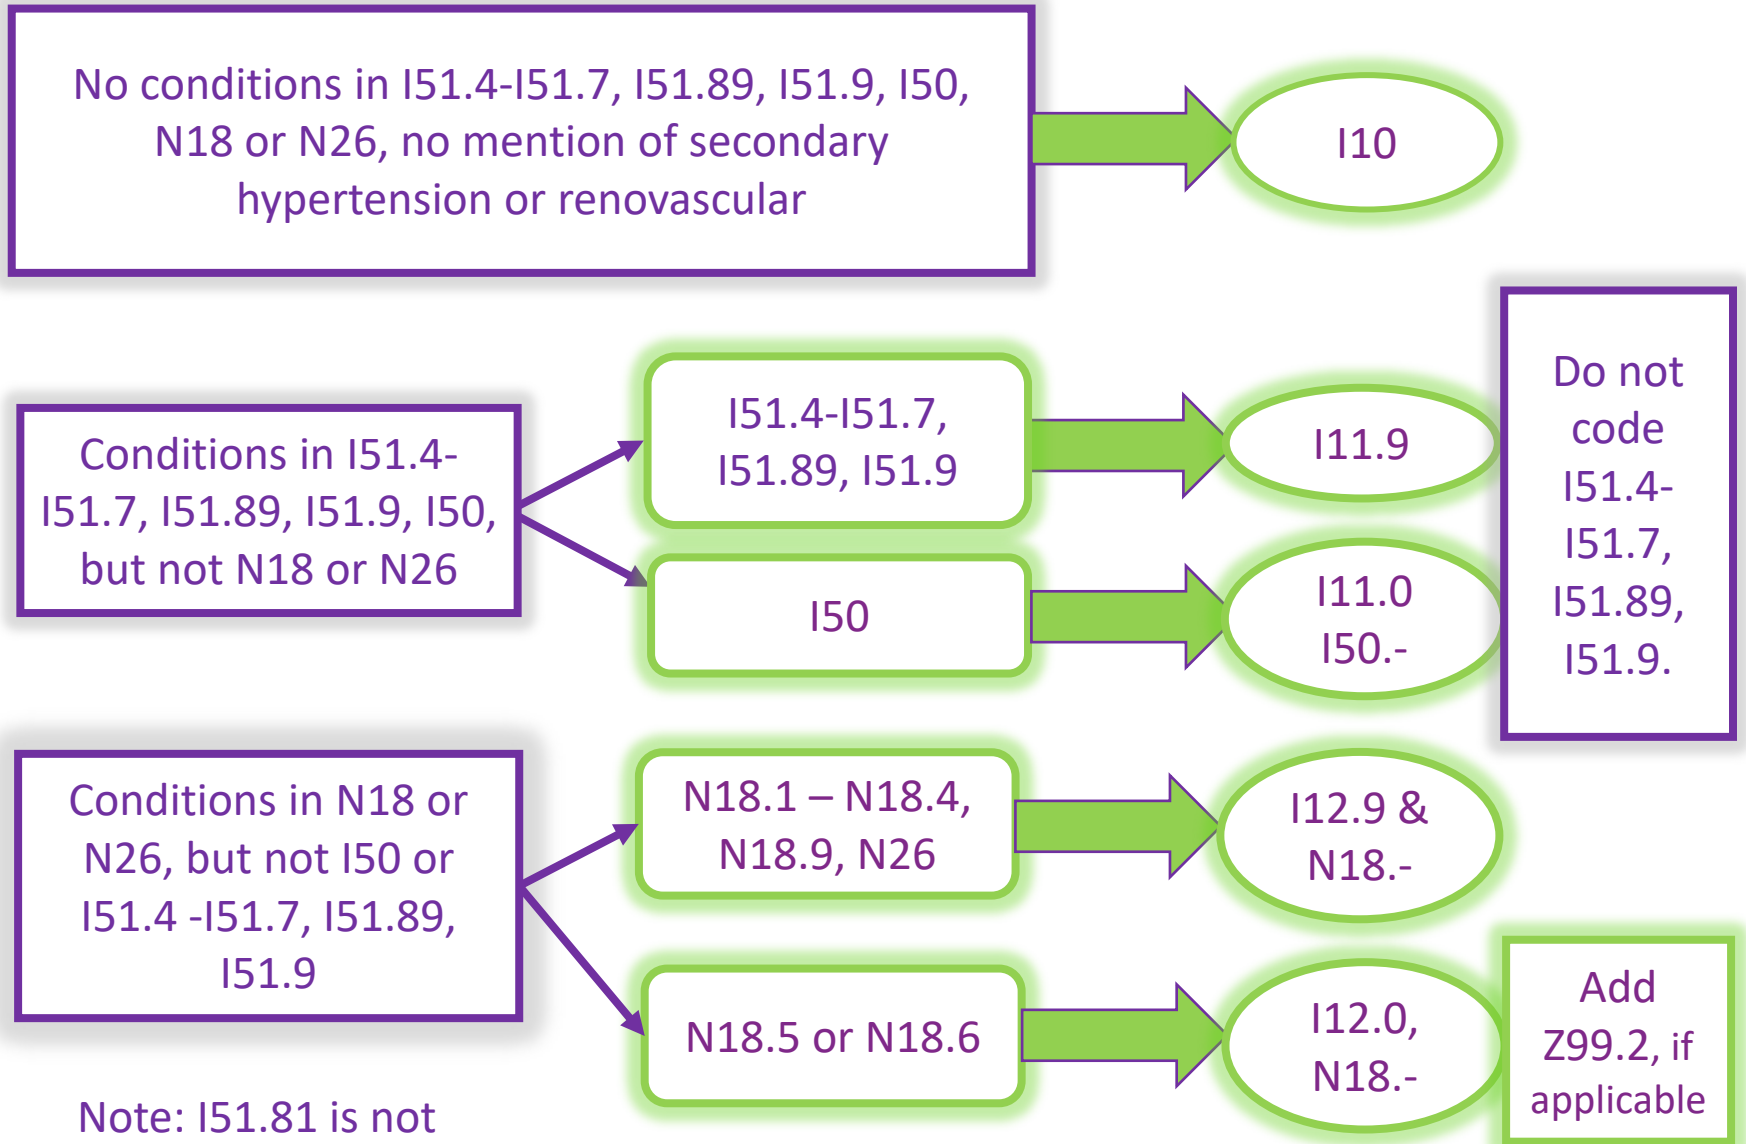 No conditions in I51.4-I51.7, I51.89, I51.9, I50,
N18 or N26, no mention of secondary
hypertension or renovascular
I10
Conditions in I51.4-
I51.7, I51.89, I51.9, I50,
but not N18 or N26
I51.4-I51.7,
I51.89, I51.9
I11.9
I50
I11.0
I50.-
Do not
code
I51.4-
I51.7,
I51.89,
I51.9.
Conditions in N18 or
N26, but not I50 or
I51.4 -I51.7, I51.89,
I51.9
N18.1 – N18.4,
N18.9, N26
I12.9 &
N18.-
N18.5 or N18.6
I12.0,
N18.-
Add
Z99.2, if
applicable
Note: I51.81 is not